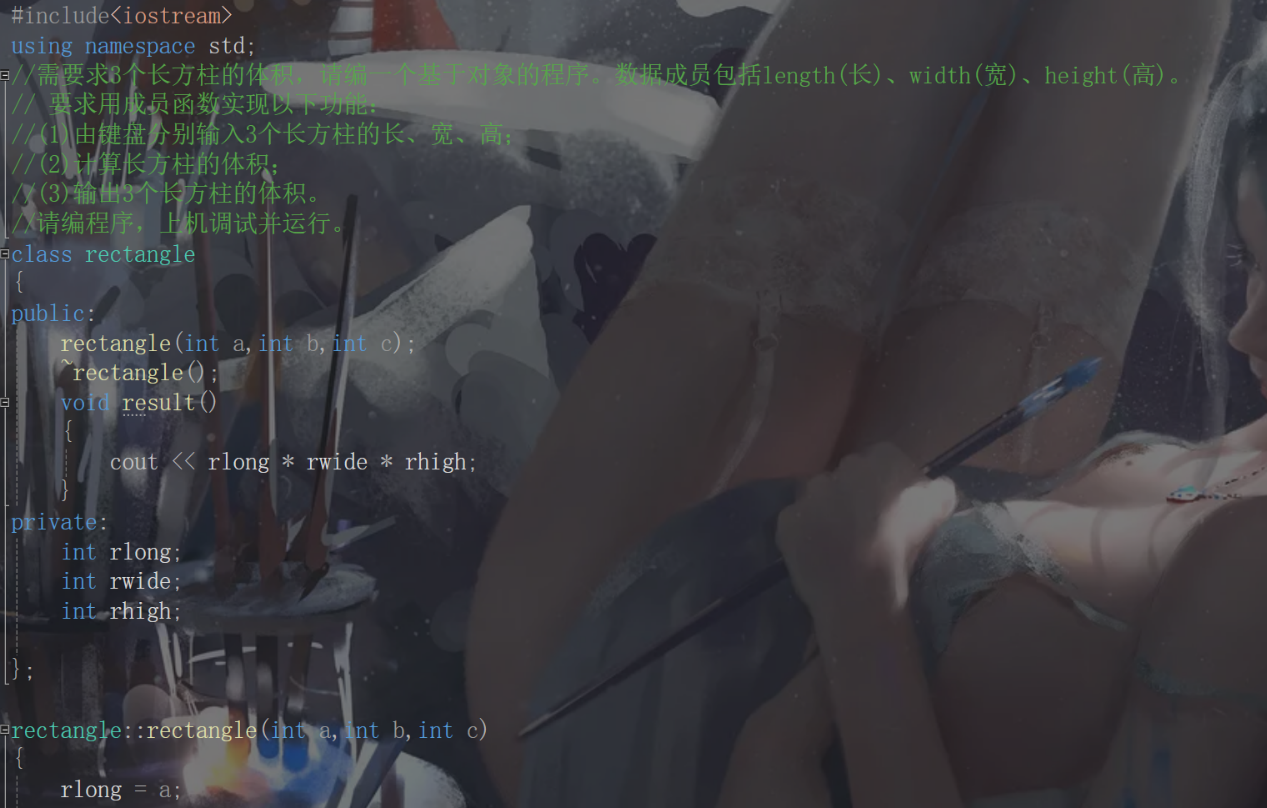 #include<iostream>
using namespace std;
//需要求3个长方柱的体积，请编一个基于对象的程序。数据成员包括length(长)、width(宽)、height(高)。
// 要求用成员函数实现以下功能：
//(1)由键盘分别输入3个长方柱的长、宽、高；
//(2)计算长方柱的体积；
//(3)输出3个长方柱的体积。
//请编程序，上机调试并运行。
class rectangle
{
public:
    rectangle(int a,int b,int c);
    ~rectangle();
    void result()
    {
        cout << rlong * rwide * rhigh;
    }
private:
    int rlong;
    int rwide;
    int rhigh;
};
rectangle::rectangle(int a,int b,int c)
{
    rlong = a;